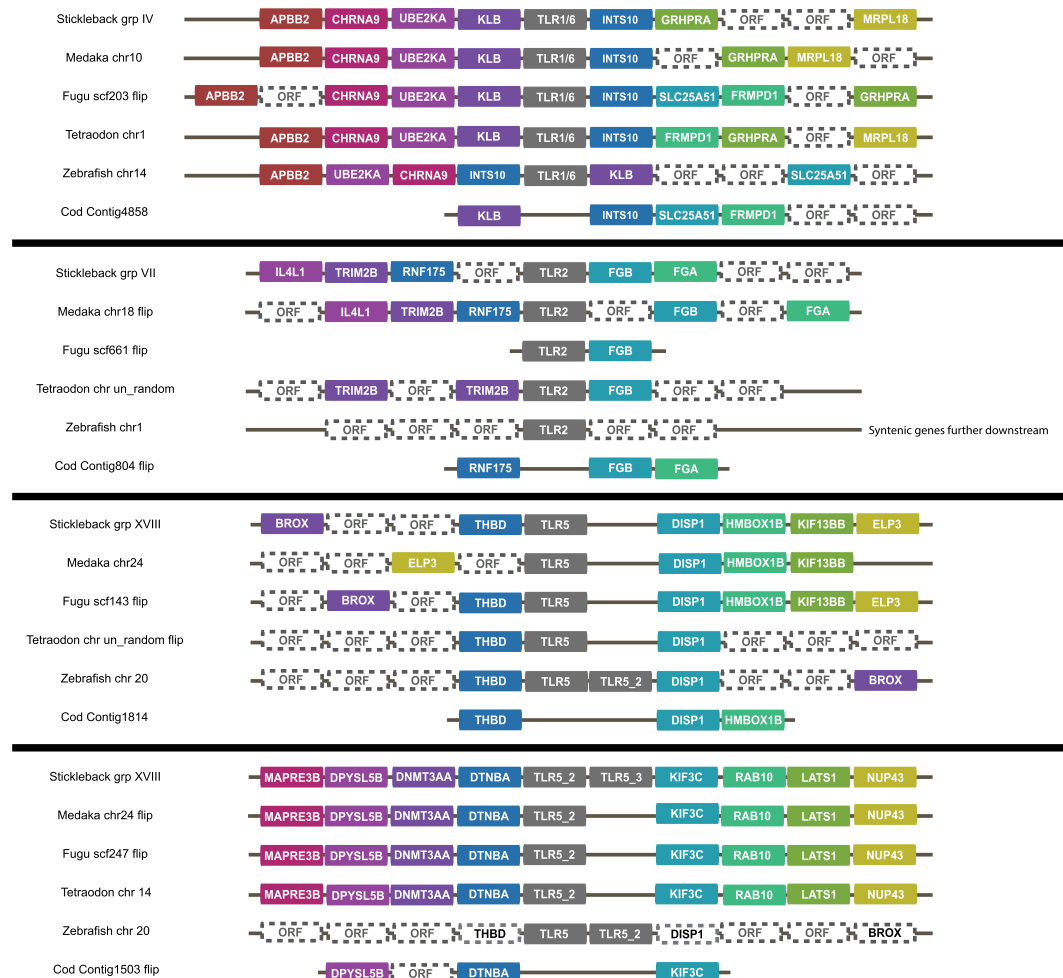 Stickleback grp IV APBB2 CHRNA9 UBE2KA KLB TLR1/6 INTS10 GRHPRA ORF ORF MRPL18
Medaka chr10 APBB2 CHRNA9 UBE2KA KLB TLR1/6 INTS10 ORF GRHPRA MRPL18 ORF
Fugu scf203 flip APBB2 ORF CHRNA9 UBE2KA KLB TLR1/6 INTS10 SLC25A51 FRMPD1 ORF GRHPRA
Tetraodon chr1 APBB2 CHRNA9 UBE2KA KLB TLR1/6 INTS10 FRMPD1 GRHPRA ORF MRPL18
Zebrafish chr14 APBB2 UBE2KA CHRNA9 INTS10 TLR1/6 KLB ORF ORF SLC25A51 ORF
Cod Contig4858 KLB INTS10 SLC25A51 FRMPD1 ORF ORF
Stickleback grp VII IL4L1 TRIM2B RNF175 ORF TLR2 FGB FGA ORF ORF
Medaka chr18 flip ORF IL4L1 TRIM2B RNF175 TLR2 ORF FGB ORF FGA
Fugu scf661 flip TLR2 FGB
Tetraodon chr un_random ORF TRIM2B ORF TRIM2B TLR2 FGB ORF ORF
Zebrafish chr1 ORF ORF ORF TLR2 ORF ORF Syntenic genes further downstream
Cod Contig804 flip RNF175 FGB FGA
Stickleback grp XVIII BROX ORF ORF THBD TLR5 DISP1 HMBOX1B KIF13BB ELP3
Medaka chr24 ORF ORF ELP3 ORF TLR5 DISP1 HMBOX1B KIF13BB
Fugu scf143 flip ORF BROX ORF THBD TLR5 DISP1 HMBOX1B KIF13BB ELP3
Tetraodon chr un_random flip ORF ORF ORF THBD TLR5 DISP1 ORF ORF ORF
Zebrafish chr 20 ORF ORF ORF THBD TLR5 TLR5_2 DISP1 ORF ORF BROX
Cod Contig1814 THBD DISP1 HMBOX1B
Stickleback grp XVIII MAPRE3B DPYSL5B DNMT3AA DTNBA TLR5_2 TLR5_3 KIF3C RAB10 LATS1 NUP43
Medaka chr24 flip MAPRE3B DPYSL5B DNMT3AA DTNBA TLR5_2 KIF3C RAB10 LATS1 NUP43
Fugu scf247 flip MAPRE3B DPYSL5B DNMT3AA DTNBA TLR5_2 KIF3C RAB10 LATS1 NUP43
Tetraodon chr 14 MAPRE3B DPYSL5B DNMT3AA DTNBA TLR5_2 KIF3C RAB10 LATS1 NUP43
Zebrafish chr 20 ORF ORF ORF THBD TLR5 TLR5_2 DISP1 ORF ORF BROX
Cod Contig1503 flip DPYSL5B ORF DTNBA KIF3C